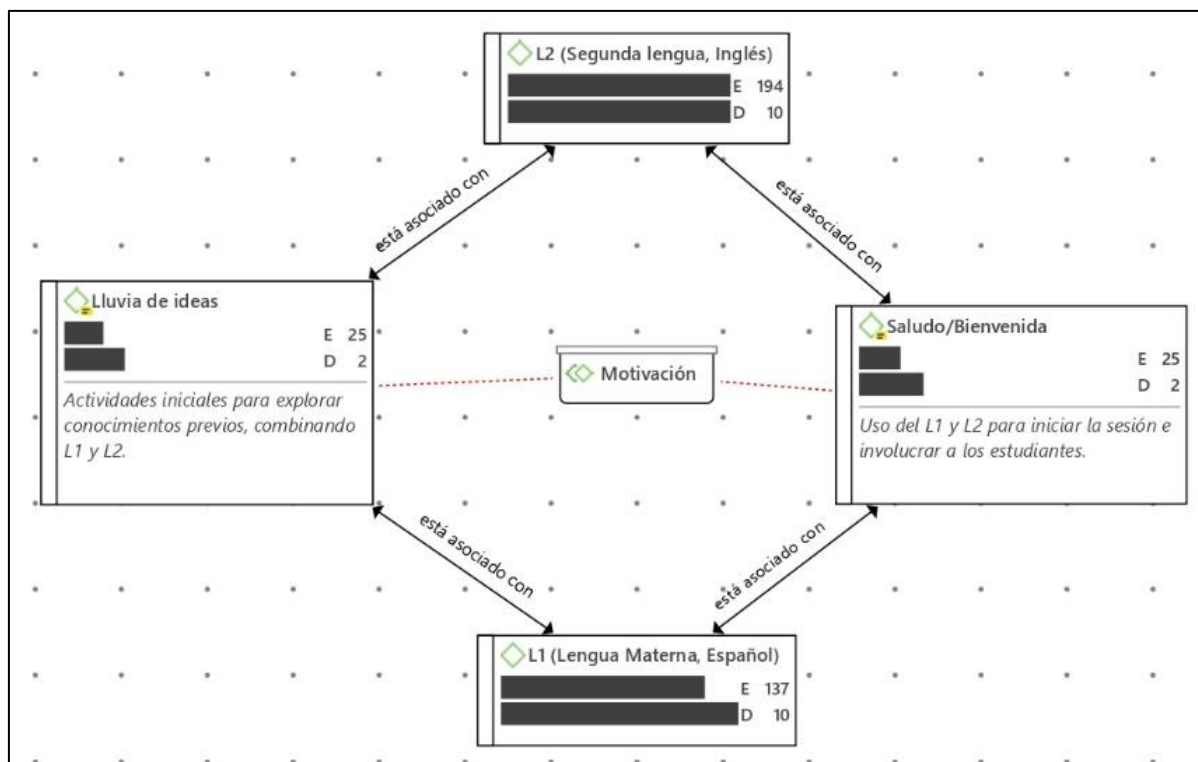 L2 (Segunda lengua, Inglés)
E 194
D 10
está asociado con
está asociado con
Lluvia de ideas
E 25
D 2
Actividades iniciales para explorar
conocimientos previos, combinando
L1 y L2.
Motivación
Saludo/Bienvenida
E 25
D 2
Uso del L1 y L2 para iniciar la sesión e
involucrar a los estudiantes.
está asociado con
está asociado con
L1 (Lengua Materna, Español)
E 137
D 10